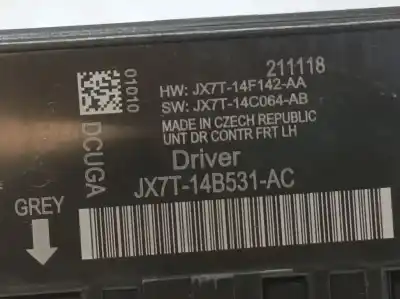 211118
01010
HW: JX7T-14F142-AA
SW: JX7T-14C064-AB
MADE IN CZECH REPUBLIC
UNT DR CONTR FRT LH
DCUGA
Driver
JX7T-14B531-AC
GREY